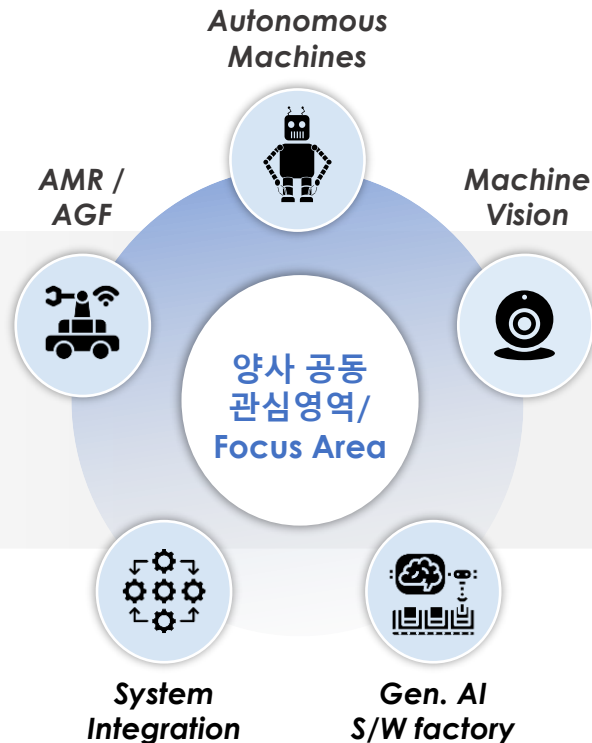 Autonomous
Machines
AMR /
AGF
Machine
Vision
양사 공동
관심영역/
Focus Area
System
Integration
Gen. AI
S/W factory